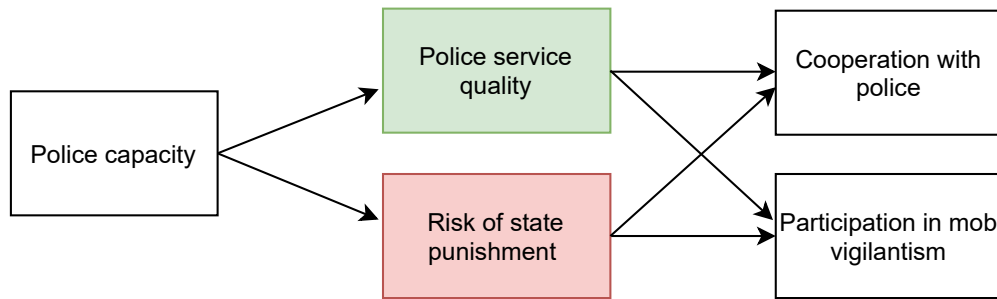 Police capacity
Police service
quality
Risk of state
punishment
Cooperation with
police
Participation in mob
vigilantism